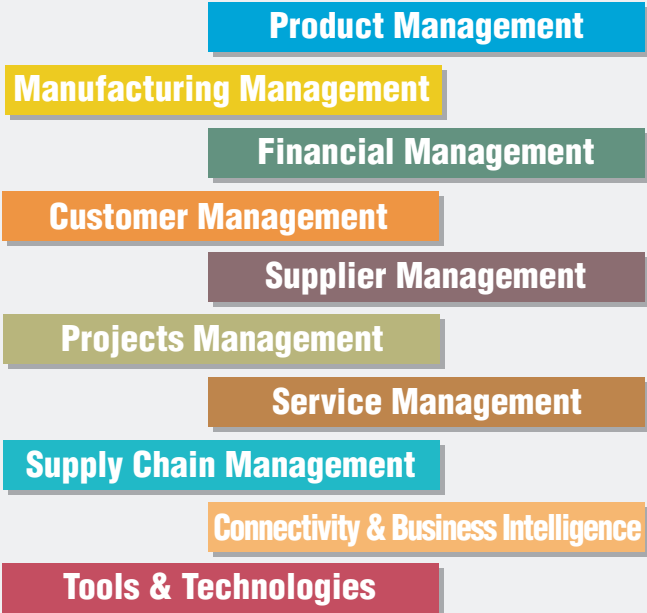 Product Management
Manufacturing Management
Financial Management
Customer Management
Supplier Management
Projects Management
Service Management
Supply Chain Management
Connectivity & Business Intelligence
Tools & Technologies